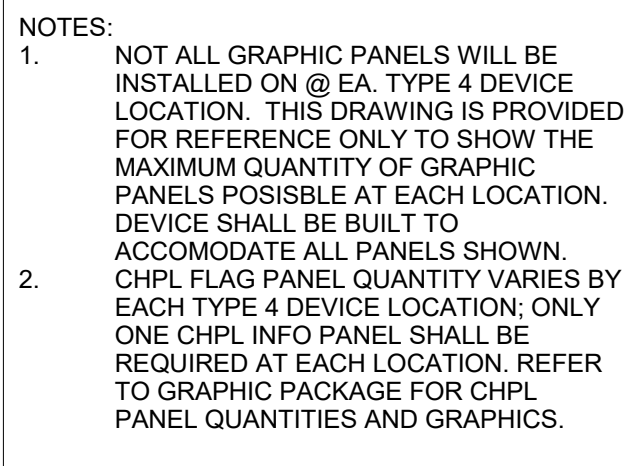 NOTES:
1. NOT ALL GRAPHIC PANELS WILL BE
INSTALLED ON @ EA. TYPE 4 DEVICE
LOCATION.  THIS DRAWING IS PROVIDED
FOR REFERENCE ONLY TO SHOW THE
MAXIMUM QUANTITY OF GRAPHIC
PANELS POSISBLE AT EACH LOCATION.
DEVICE SHALL BE BUILT TO
ACCOMODATE ALL PANELS SHOWN.
2. CHPL FLAG PANEL QUANTITY VARIES BY
EACH TYPE 4 DEVICE LOCATION; ONLY
ONE CHPL INFO PANEL SHALL BE
REQUIRED AT EACH LOCATION. REFER
TO GRAPHIC PACKAGE FOR CHPL
PANEL QUANTITIES AND GRAPHICS.